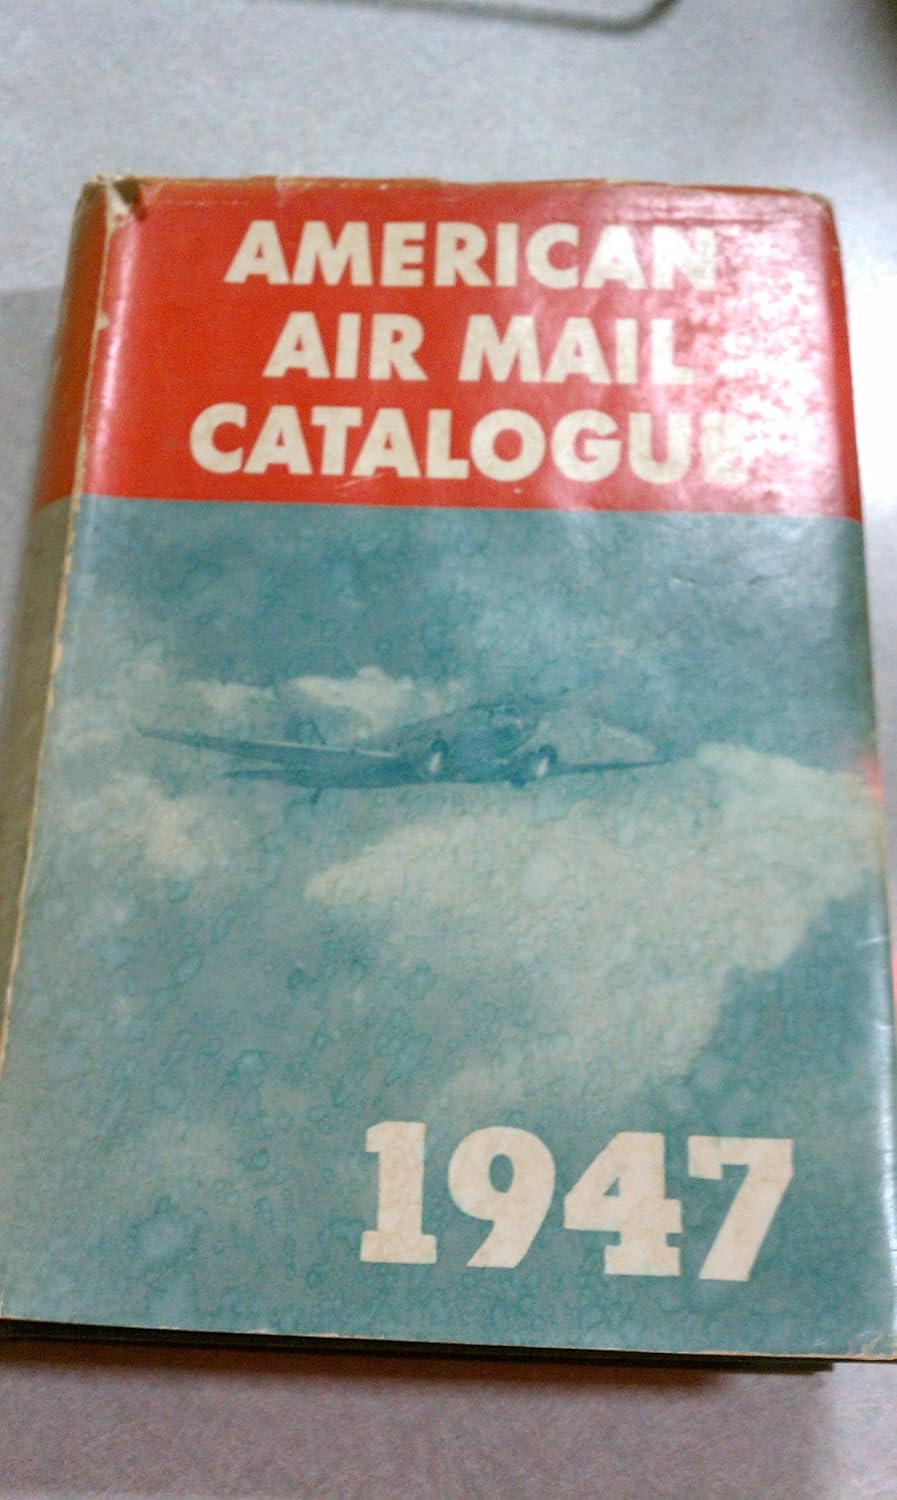 AMERICAN
AIR MAIL
CATALOGUE
1947